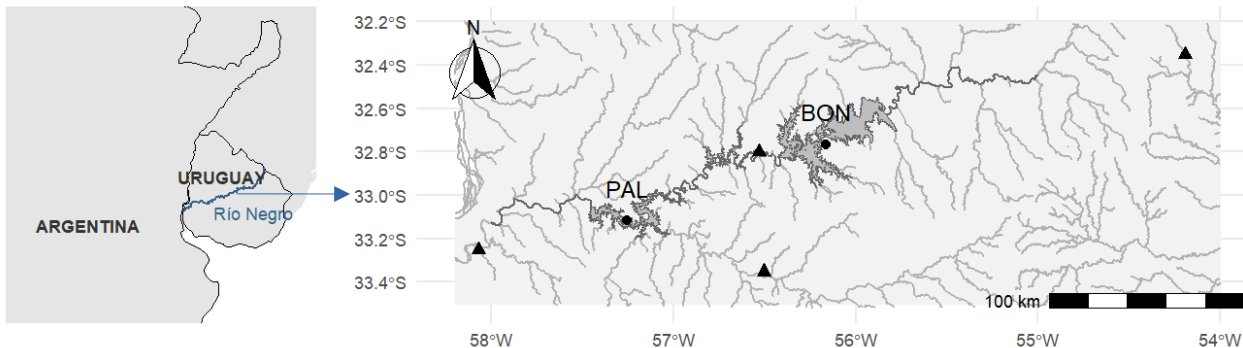 URUGUAY
Río Negro
ARGENTINA
32.2°S
32.4°S
32.6°S
32.8°S
33.0°S
33.2°S
33.4°S
N
BON
PAL
100 km
58°W
57°W
56°W
55°W
54°W